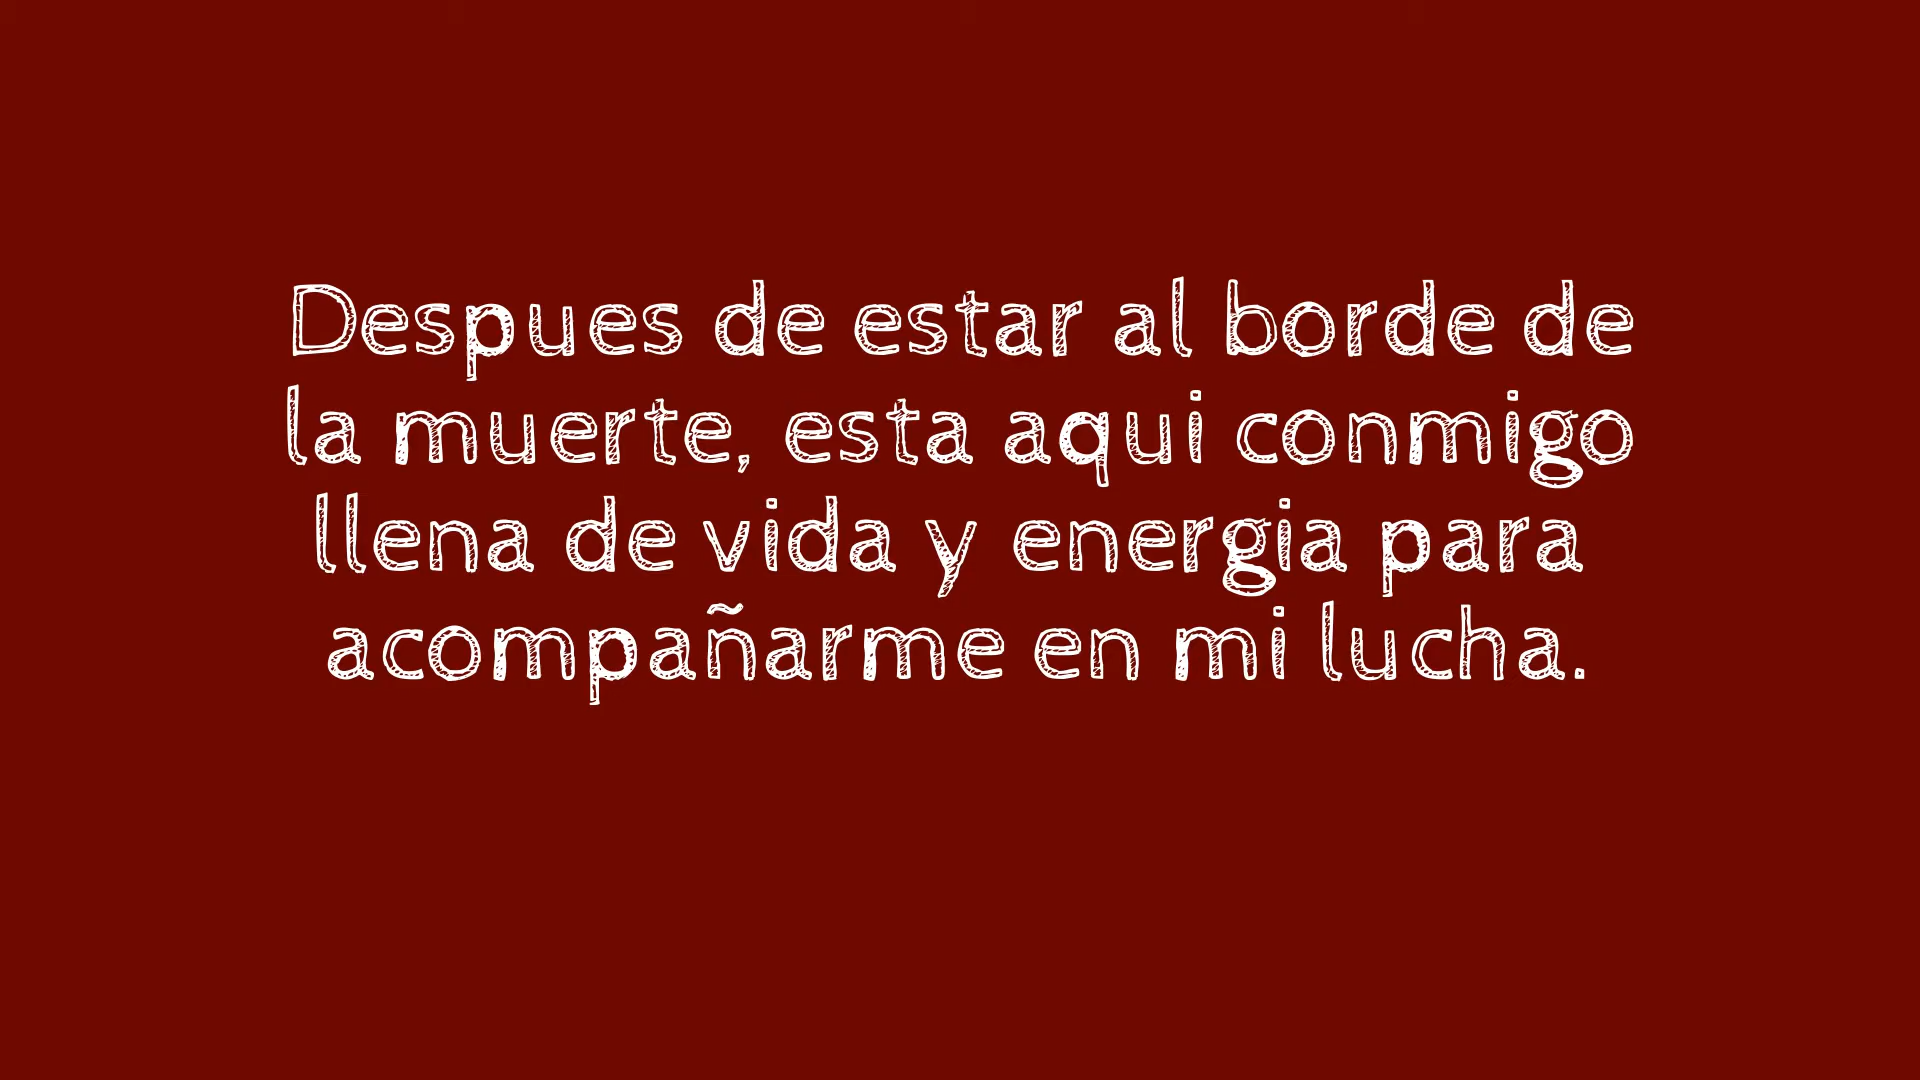 Despues de estar al borde de
la muerte, esta aqui conmigo
llena de vida y energia para
acompañarme en mi lucha.